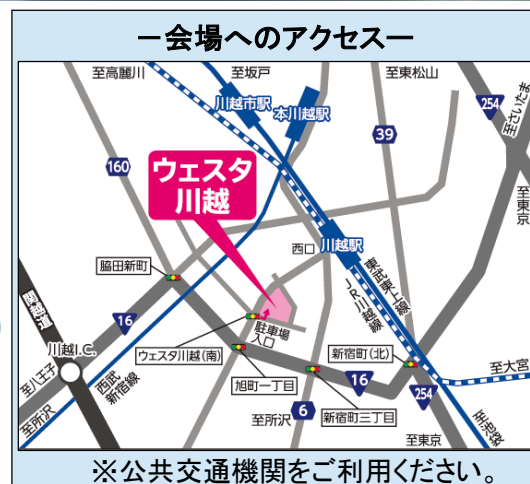 −会場へのアクセス−
至高麗川
至坂戸
至東松山
川越市駅
本川越駅
254
至さいたま
39
160
ウェスタ
川越
至東京
西口
川越駅
脇田新町
東武東上線
JR川越線
関越道
16
駐車場
入口
川越I.C.
ウェスタ川越(南)
新宿町(北)
至八王子
西武
新宿線
旭町一丁目
16
至大宮
至所沢
6
新宿町三丁目
254
至所沢
至池袋
至東京
※公共交通機関をご利用ください。